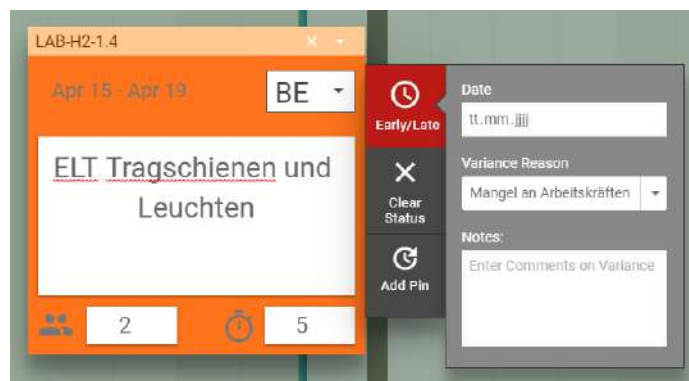 LAB-H2-1.4
Apr 15 - Apr 19
BE
ELT Tragschienen und
Leuchten
2
5
Early/Late
Clear
Status
Add Pin
Date
tt.mm.jjjj
Variance Reason
Mangel an Arbeitskräften
Notes:
Enter Comments on Variance